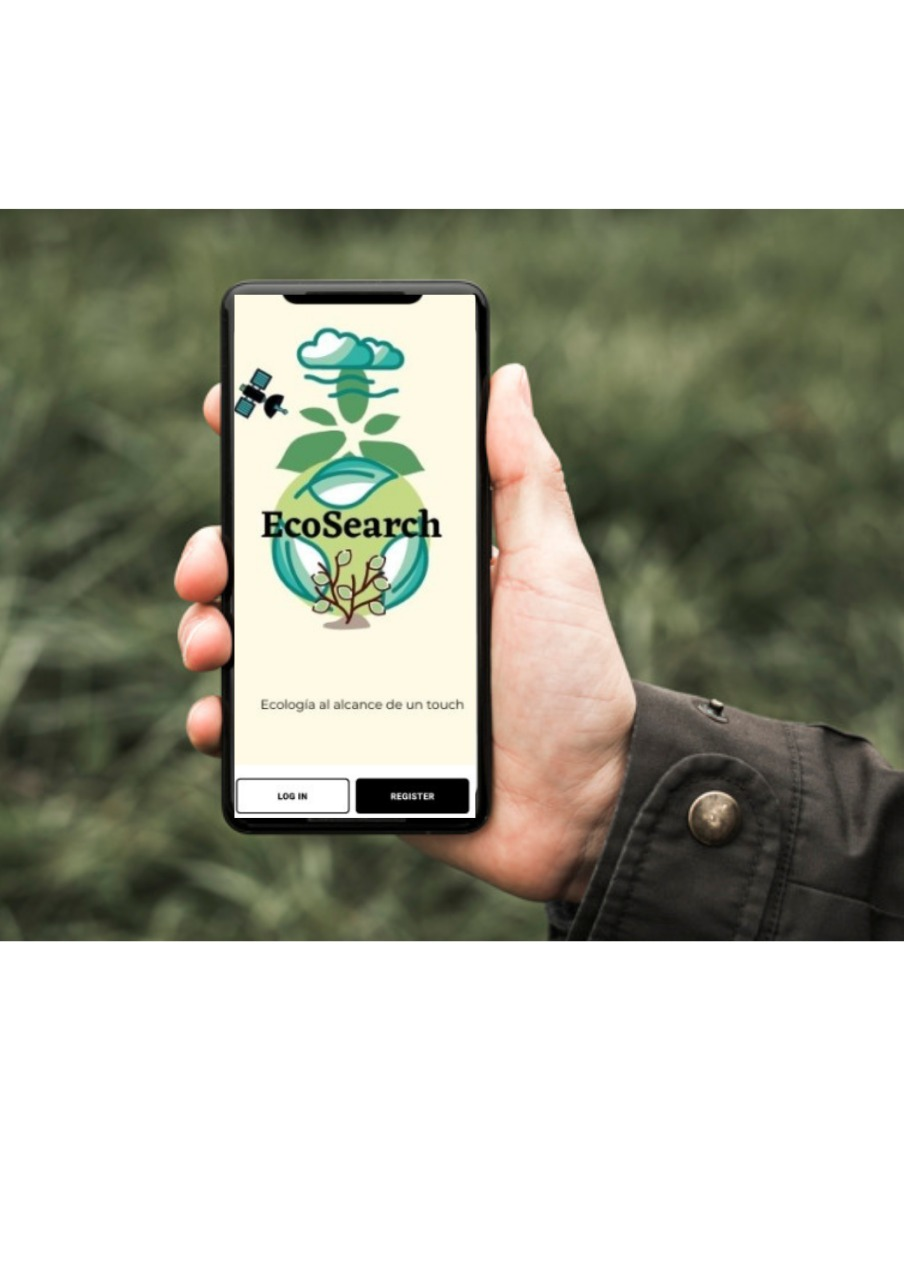 EcoSearch
Ecología al alcance de un touch
LOG IN
REGISTER